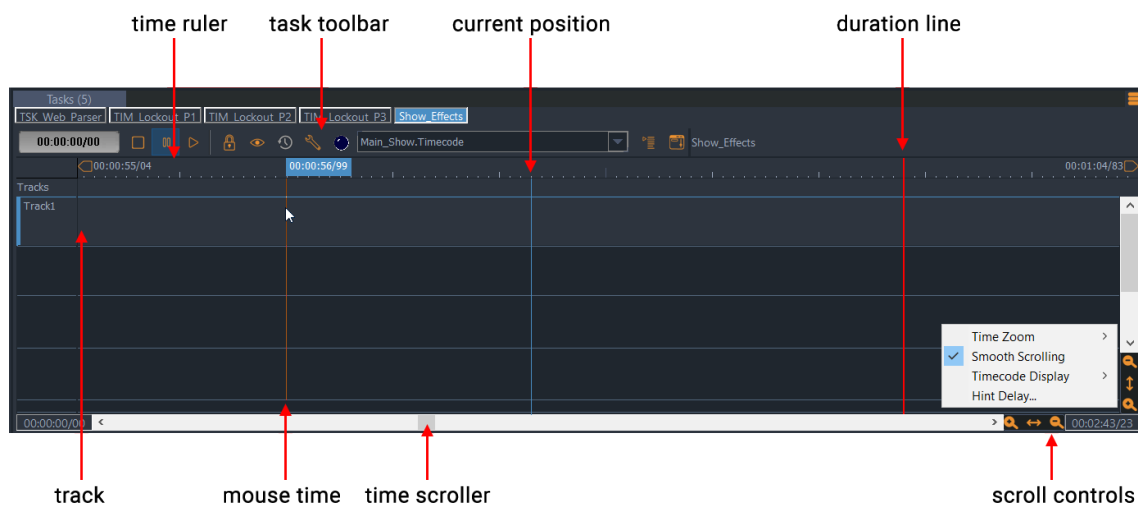 time ruler task toolbar current position duration line
Tasks (5)
TSK_Web_Parser TIM_Lockout_P1 TIM_Lockout_P2 TIM_Lockout_P3 Show_Effects
00:00:00/00 Main_Show.Timecode Show_Effects
00:00:55/04 00:00:56/99 00:01:04/83
Tracks
Track1
Time Zoom
Smooth Scrolling
Timecode Display
Hint Delay...
00:00:00/00 00:02:43/23
track mouse time time scroller scroll controls